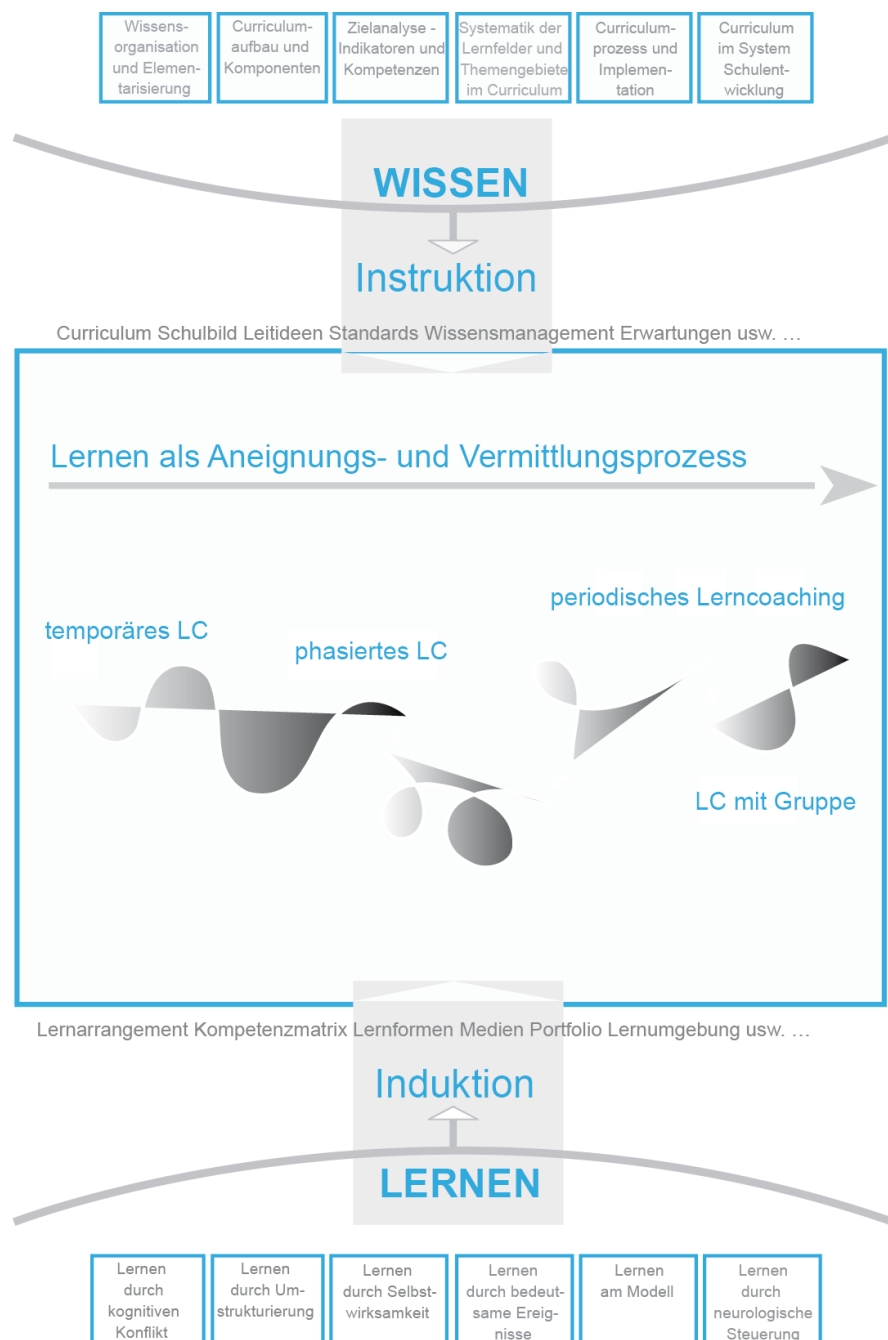 Wissens-
organisation
und Elemen-
tarisierung
Curriculum-
aufbau und
Komponenten
Zielanalyse -
Indikatoren und
Kompetenzen
Systematik der
Lernfelder und
Themengebiete
im Curriculum
Curriculum-
prozess und
Implemen-
tation
Curriculum
im System
Schulent-
wicklung
WISSEN
Instruktion
Curriculum Schulbild Leitideen Standards Wissensmanagement Erwartungen usw. …
Lernen als Aneignungs- und Vermittlungsprozess
periodisches Lerncoaching
temporäres LC
phasiertes LC
LC mit Gruppe
Lernarrangement Kompetenzmatrix Lernformen Medien Portfolio Lernumgebung usw. …
Induktion
LERNEN
Lernen
durch
kognitiven
Konflikt
Lernen
durch Um-
strukturierung
Lernen
durch Selbst-
wirksamkeit
Lernen
durch bedeut-
same Ereig-
nisse
Lernen
am Modell
Lernen
durch
neurologische
Steuerung